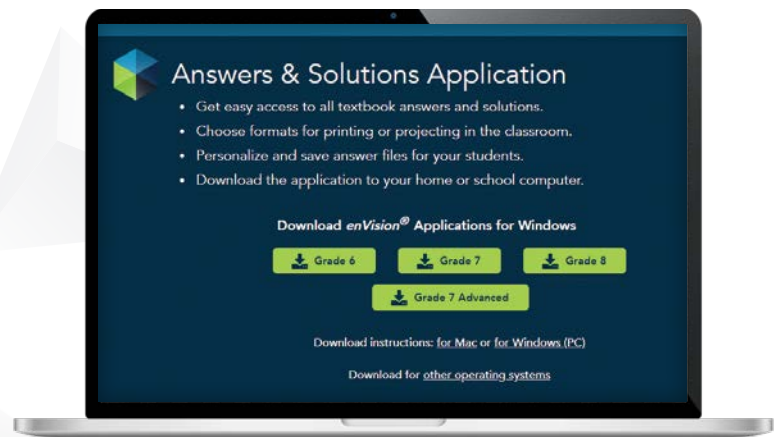 Answers & Solutions Application
• Get easy access to all textbook answers and solutions.
• Choose formats for printing or projecting in the classroom.
• Personalize and save answer files for your students.
• Download the application to your home or school computer.
Download enVision® Applications for Windows
Grade 6 Grade 7 Grade 8
Grade 7 Advanced
Download instructions: for Mac or for Windows (PC)
Download for other operating systems